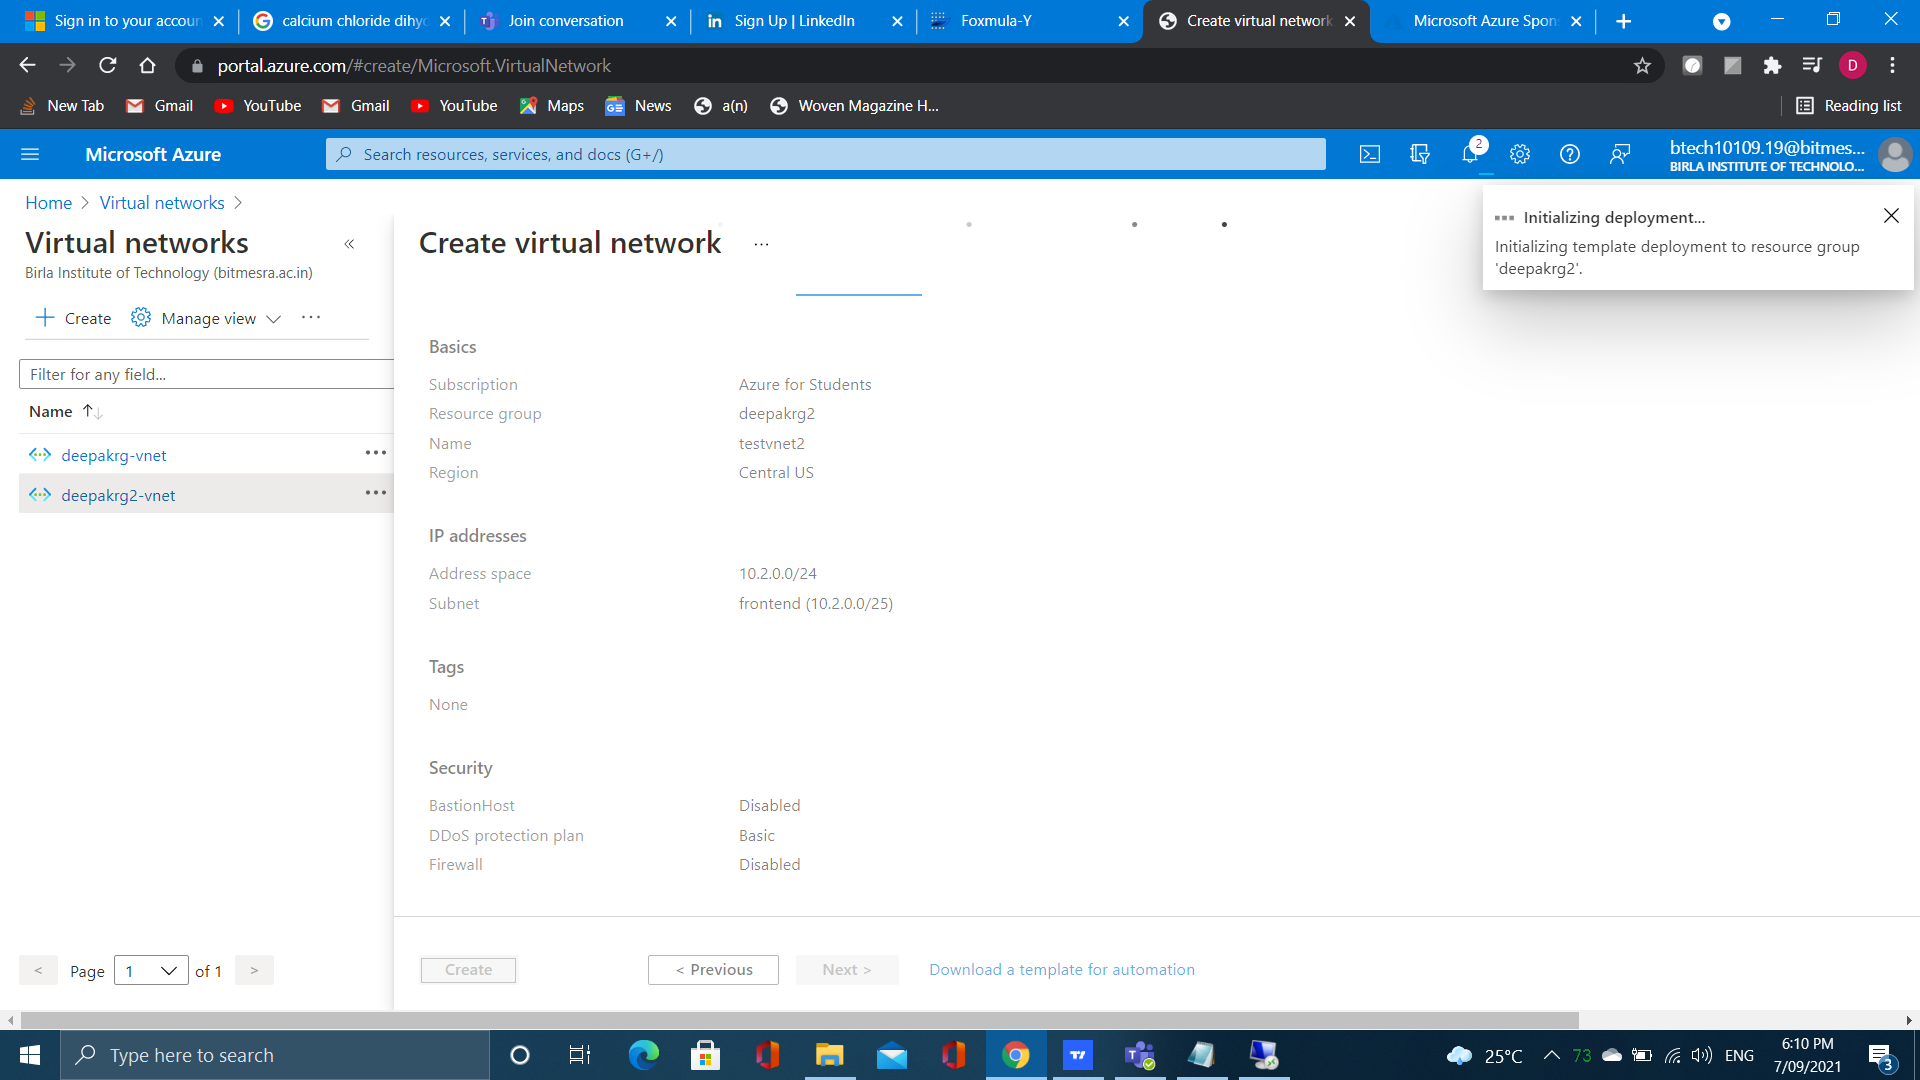 Sign in to your accoun
calcium chloride dihyd
Join conversation
Sign Up | LinkedIn
Foxmula-Y
Create virtual network
Microsoft Azure Spon
portal.azure.com/#create/Microsoft.VirtualNetwork
D
New Tab
Gmail
YouTube
Gmail
YouTube
Maps
News
a(n)
Woven Magazine H...
Reading list
Microsoft Azure
Search resources, services, and docs (G+/)
2
btech10109.19@bitmes...
BIRLA INSTITUTE OF TECHNOLO...
Home > Virtual networks >
Virtual networks
Birla Institute of Technology (bitmesra.ac.in)
Create
Manage view
Filter for any field...
Name
deepakrg-vnet
deepakrg2-vnet
< Page 1 of 1 >
Create virtual network
Initializing deployment...
Initializing template deployment to resource group
'deepakrg2'.
Basics
Subscription Azure for Students
Resource group deepakrg2
Name testvnet2
Region Central US
IP addresses
Address space 10.2.0.0/24
Subnet frontend (10.2.0.0/25)
Tags
None
Security
BastionHost Disabled
DDoS protection plan Basic
Firewall Disabled
Create
< Previous
Next >
Download a template for automation
Type here to search
25°C
73
ENG
6:10 PM
7/09/2021
3